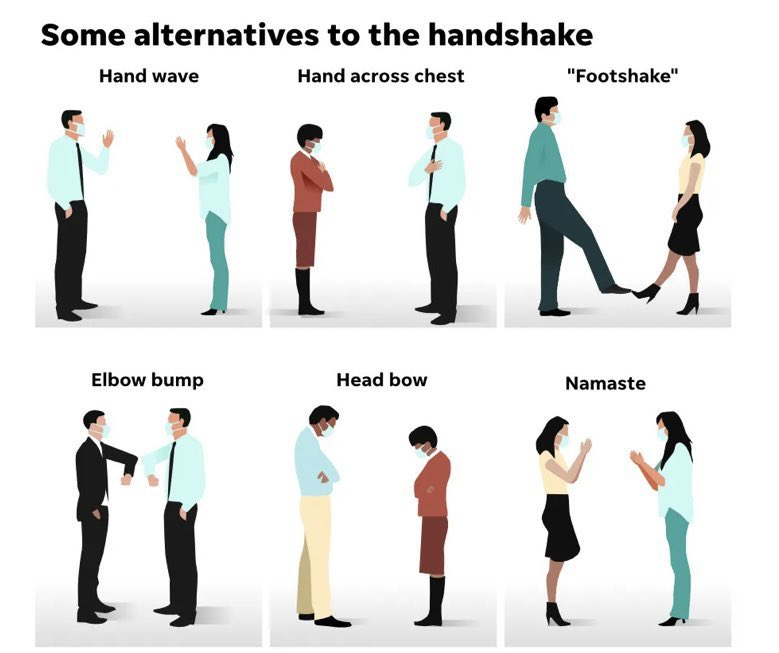 Some alternatives to the handshake
Hand wave
Hand across chest
"Footshake"
Elbow bump
Head bow
Namaste